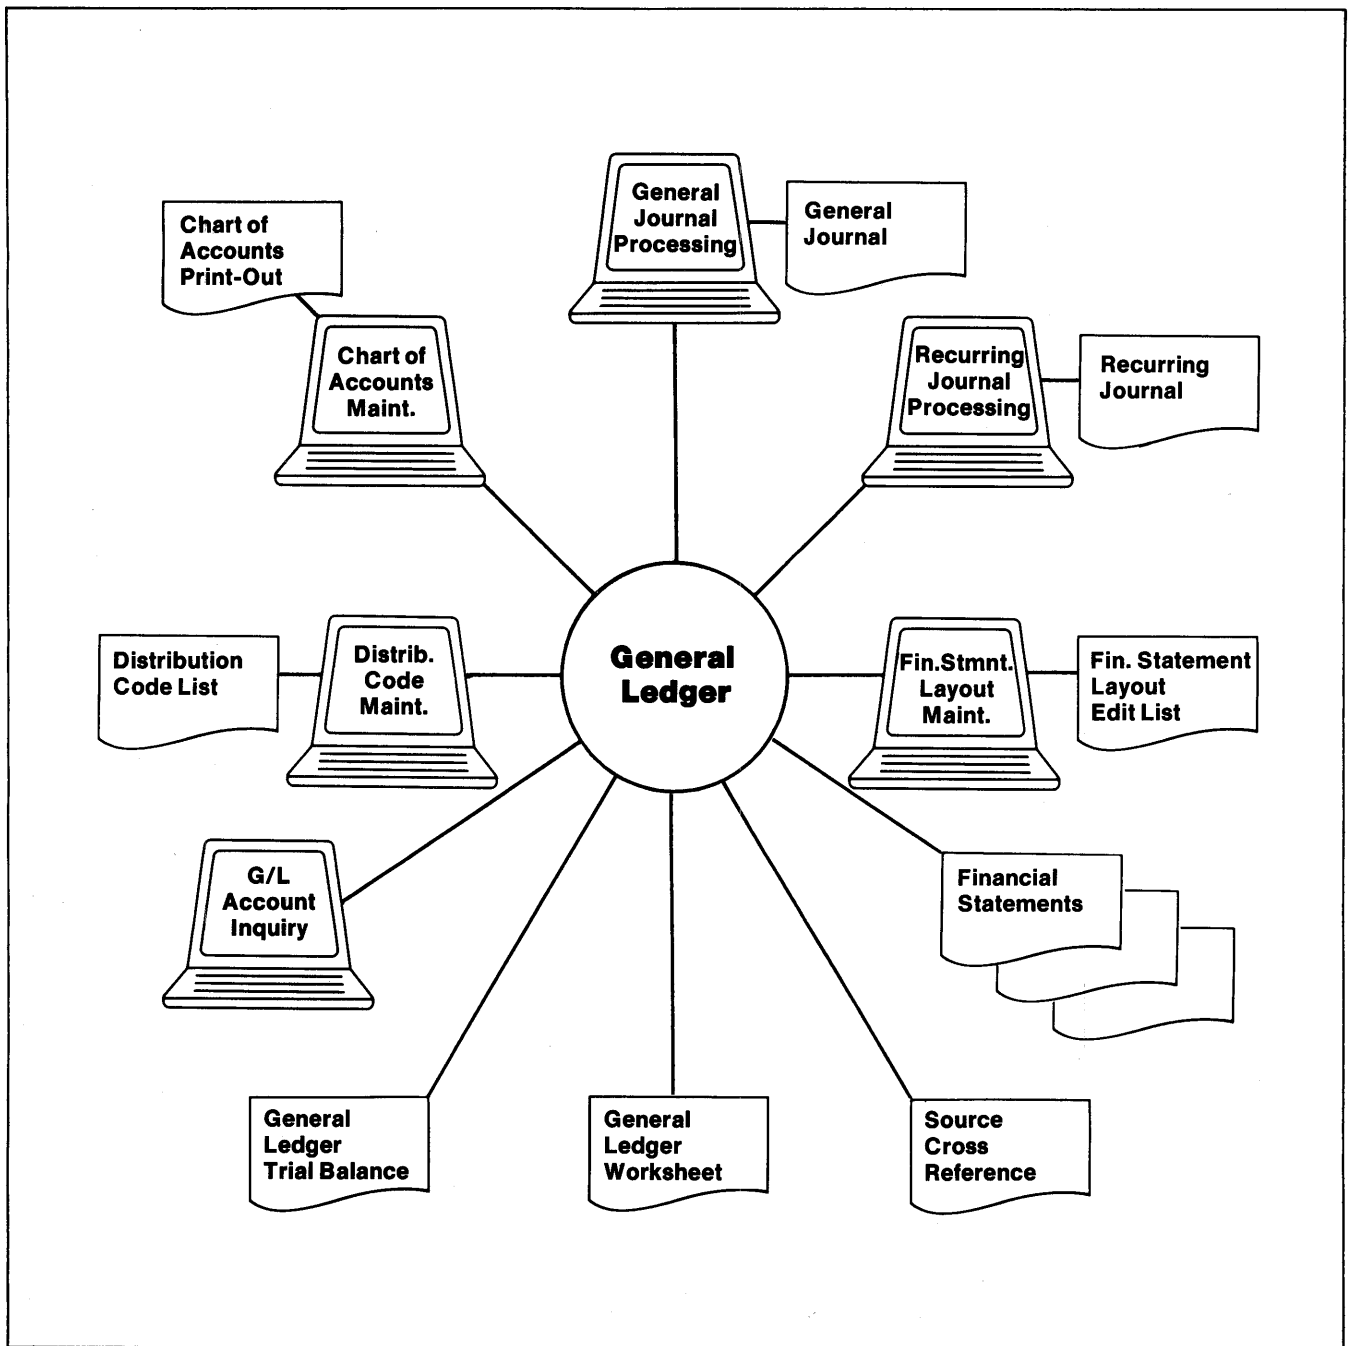 General
Journal
Processing
General
Journal
Chart of
Accounts
Print-Out
Chart of
Accounts
Maint.
Recurring
Journal
Processing
Recurring
Journal
Distribution
Code List
Distrib.
Code
Maint.
General
Ledger
Fin.Stmnt.
Layout
Maint.
Fin. Statement
Layout
Edit List
G/L
Account
Inquiry
Financial
Statements
General
Ledger
Trial Balance
General
Ledger
Worksheet
Source
Cross
Reference